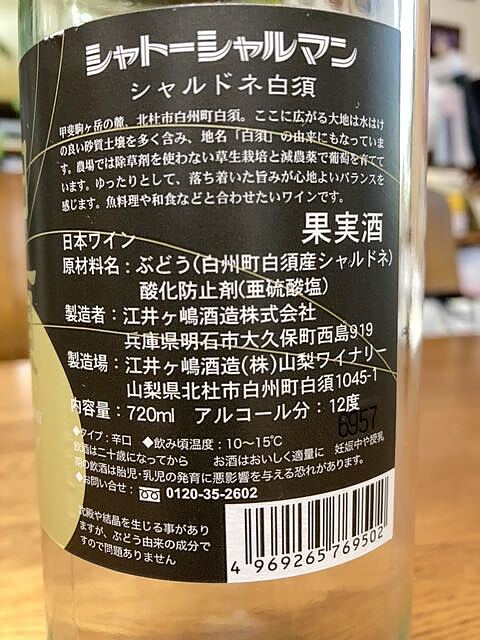 シャトーシャルマン
シャルドネ白須
甲斐駒ヶ岳の麓、北杜市白州町白須。ここに広がる大地は水はけ
の良い砂質土壌を多く含み、地名「白須」の由来にもなっていま
す。農場では除草剤を使わない草生栽培と減農薬で葡萄を育てて
います。ゆったりとして、落ち着いた旨みが心地よいバランスを
感じます。魚料理や和食などと合わせたいワインです。
日本ワイン 果実酒
原材料名：ぶどう(白州町白須産シャルドネ)
酸化防止剤(亜硫酸塩)
製造者：江井ヶ嶋酒造株式会社
兵庫県明石市大久保町西島919
製造場：江井ヶ嶋酒造(株)山梨ワイナリー
山梨県北杜市白州町白須1045-1
内容量：720ml アルコール分：12度
6957
◆タイプ：辛口 ◆飲み頃温度：10～15℃
飲酒は二十歳になってから お酒はおいしく適量に 妊娠中や授乳
期の飲酒は胎児・乳児の発育に悪影響を与える恐れがあります。
◆お問い合せ： 0120-35-2602
沈殿や結晶を生じる事があり
ますが、ぶどう由来の成分で
すので問題ありません
4 969265 769502